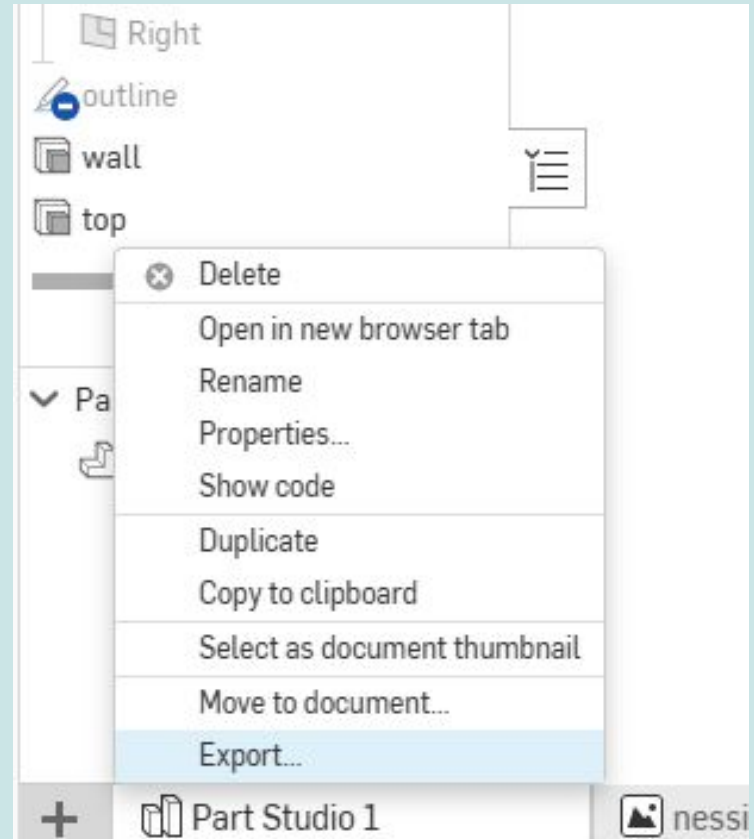 Right
outline
wall
top
Delete
Open in new browser tab
Rename
Properties...
Pa
Show code
Duplicate
Copy to clipboard
Select as document thumbnail
Move to document...
Export...
Part Studio 1
nessi